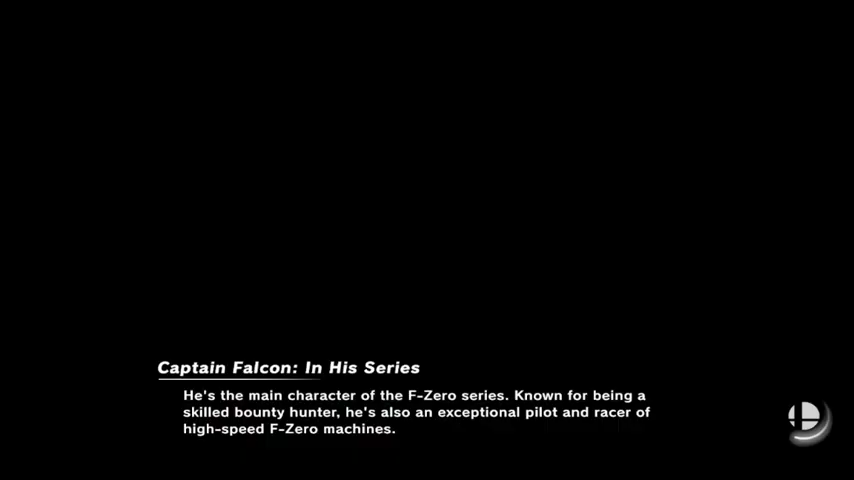 Captain Falcon: In His Series
He's the main character of the F-Zero series. Known for being a
skilled bounty hunter, he's also an exceptional pilot and racer of
high-speed F-Zero machines.